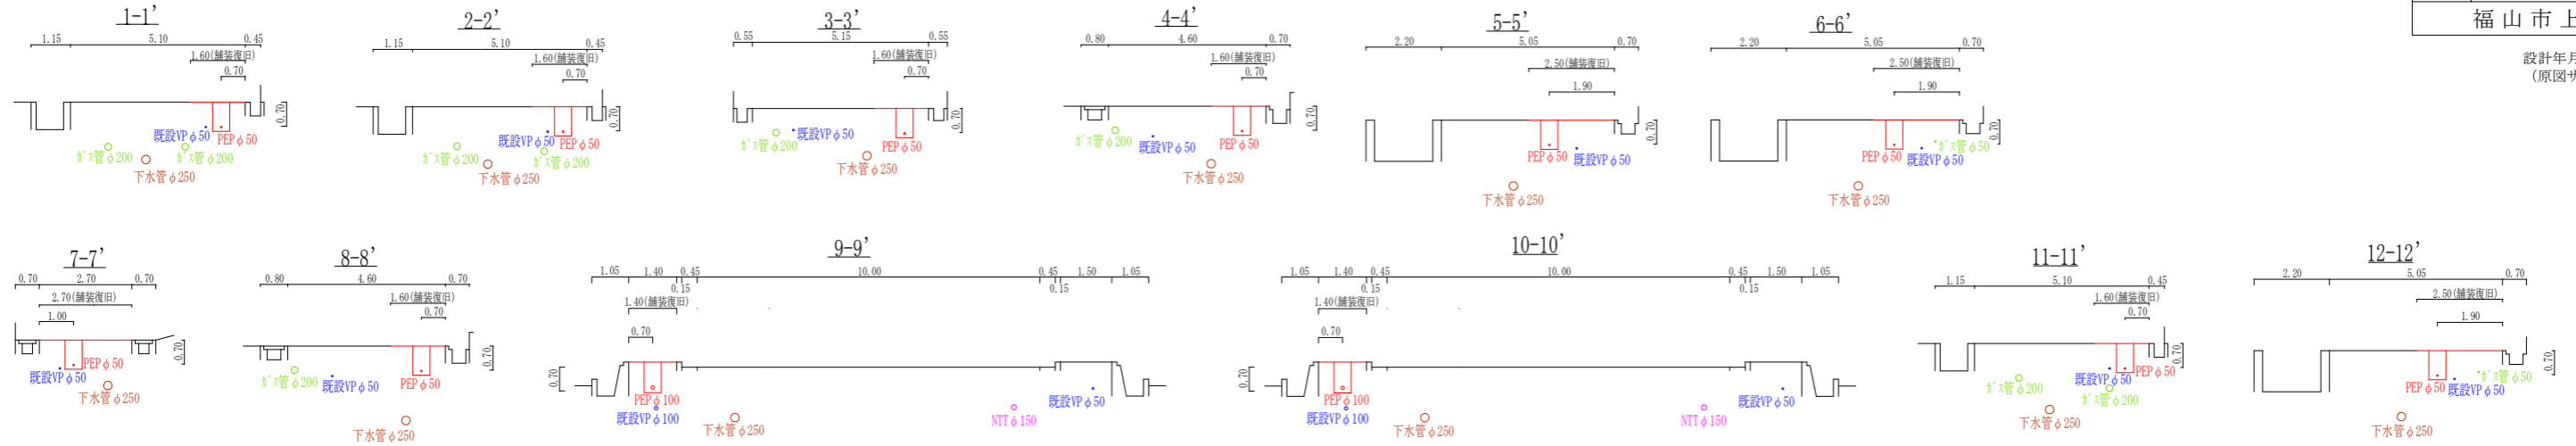 福山市上
設計年月
(原図サ
1-1'
1.15 5.10 0.45
1.60(舗装復旧)
0.70
0.70
既設VPφ50 PEPφ50
ガス管φ200 ガス管φ200
下水管φ250
2-2'
1.15 5.10 0.45
1.60(舗装復旧)
0.70
0.70
既設VPφ50 PEPφ50
ガス管φ200 ガス管φ200
下水管φ250
3-3'
0.55 5.15 0.55
1.60(舗装復旧)
0.70
0.70
ガス管φ200 既設VPφ50 PEPφ50
下水管φ250
4-4'
0.80 4.60 0.70
1.60(舗装復旧)
0.70
0.70
ガス管φ200 既設VPφ50 PEPφ50
下水管φ250
5-5'
2.20 5.05 0.70
2.50(舗装復旧)
1.90
0.70
PEPφ50 既設VPφ50
下水管φ250
6-6'
2.20 5.05 0.70
2.50(舗装復旧)
1.90
0.70
ガス管φ50
PEPφ50 既設VPφ50
下水管φ250
7-7'
0.70 2.70 0.70
2.70(舗装復旧)
1.00
0.70
PEPφ50
既設VPφ50
下水管φ250
8-8'
0.80 4.60 0.70
1.60(舗装復旧)
0.70
0.70
ガス管φ200 既設VPφ50 PEPφ50
下水管φ250
9-9'
1.05 1.40 0.45 10.00 0.45 1.50 1.05
0.15 0.15
1.40(舗装復旧)
0.70
0.70
PEPφ100
既設VPφ100 既設VPφ50
下水管φ250 NTTφ150
10-10'
1.05 1.40 0.45 10.00 0.45 1.50 1.05
0.15 0.15
1.40(舗装復旧)
0.70
0.70
PEPφ100
既設VPφ100 既設VPφ50
下水管φ250 NTTφ150
11-11'
1.15 5.10 0.45
1.60(舗装復旧)
0.70
0.70
PEPφ50
既設VPφ50
ガス管φ200 ガス管φ200
下水管φ250
12-12'
2.20 5.05 0.70
2.50(舗装復旧)
1.90
0.70
ガス管φ50
PEPφ50 既設VPφ50
下水管φ250